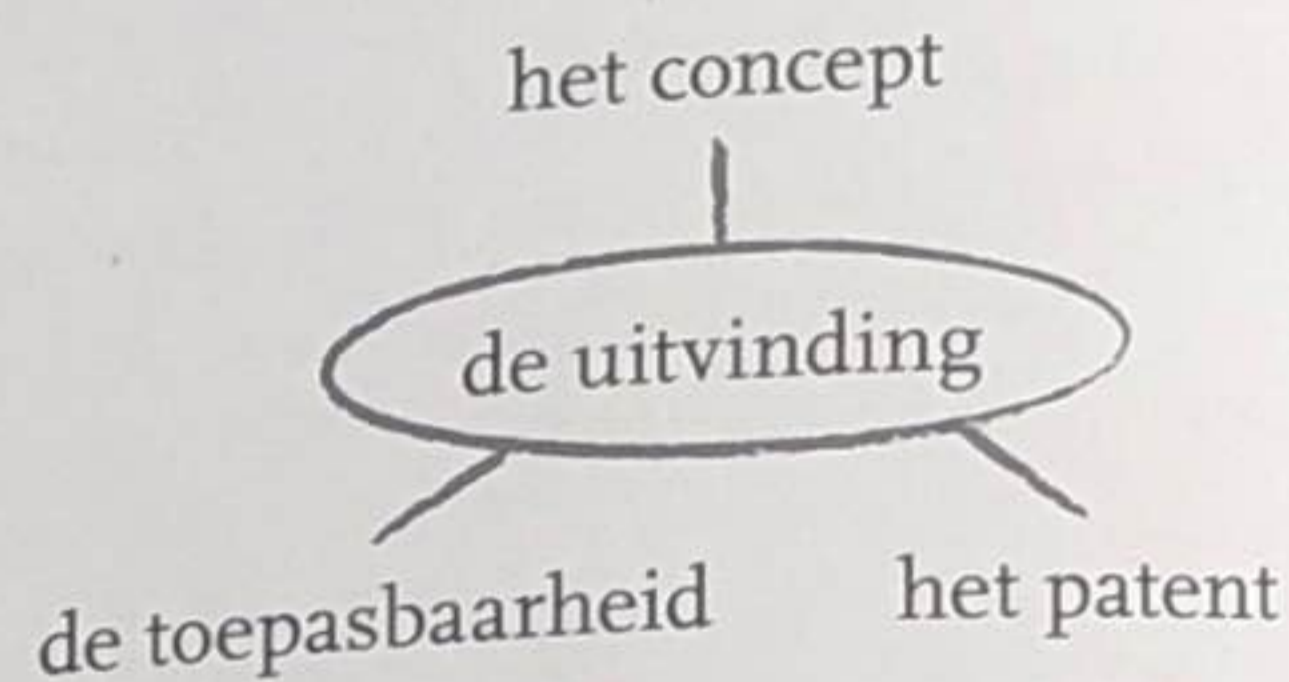 het concept
de uitvinding
de toepasbaarheid
het patent